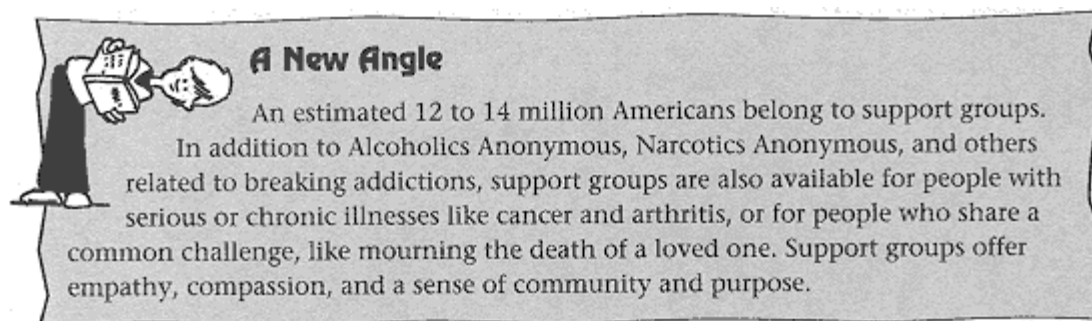 A New Angle
An estimated 12 to 14 million Americans belong to support groups.
In addition to Alcoholics Anonymous, Narcotics Anonymous, and others
related to breaking addictions, support groups are also available for people with
serious or chronic illnesses like cancer and arthritis, or for people who share a
common challenge, like mourning the death of a loved one. Support groups offer
empathy, compassion, and a sense of community and purpose.